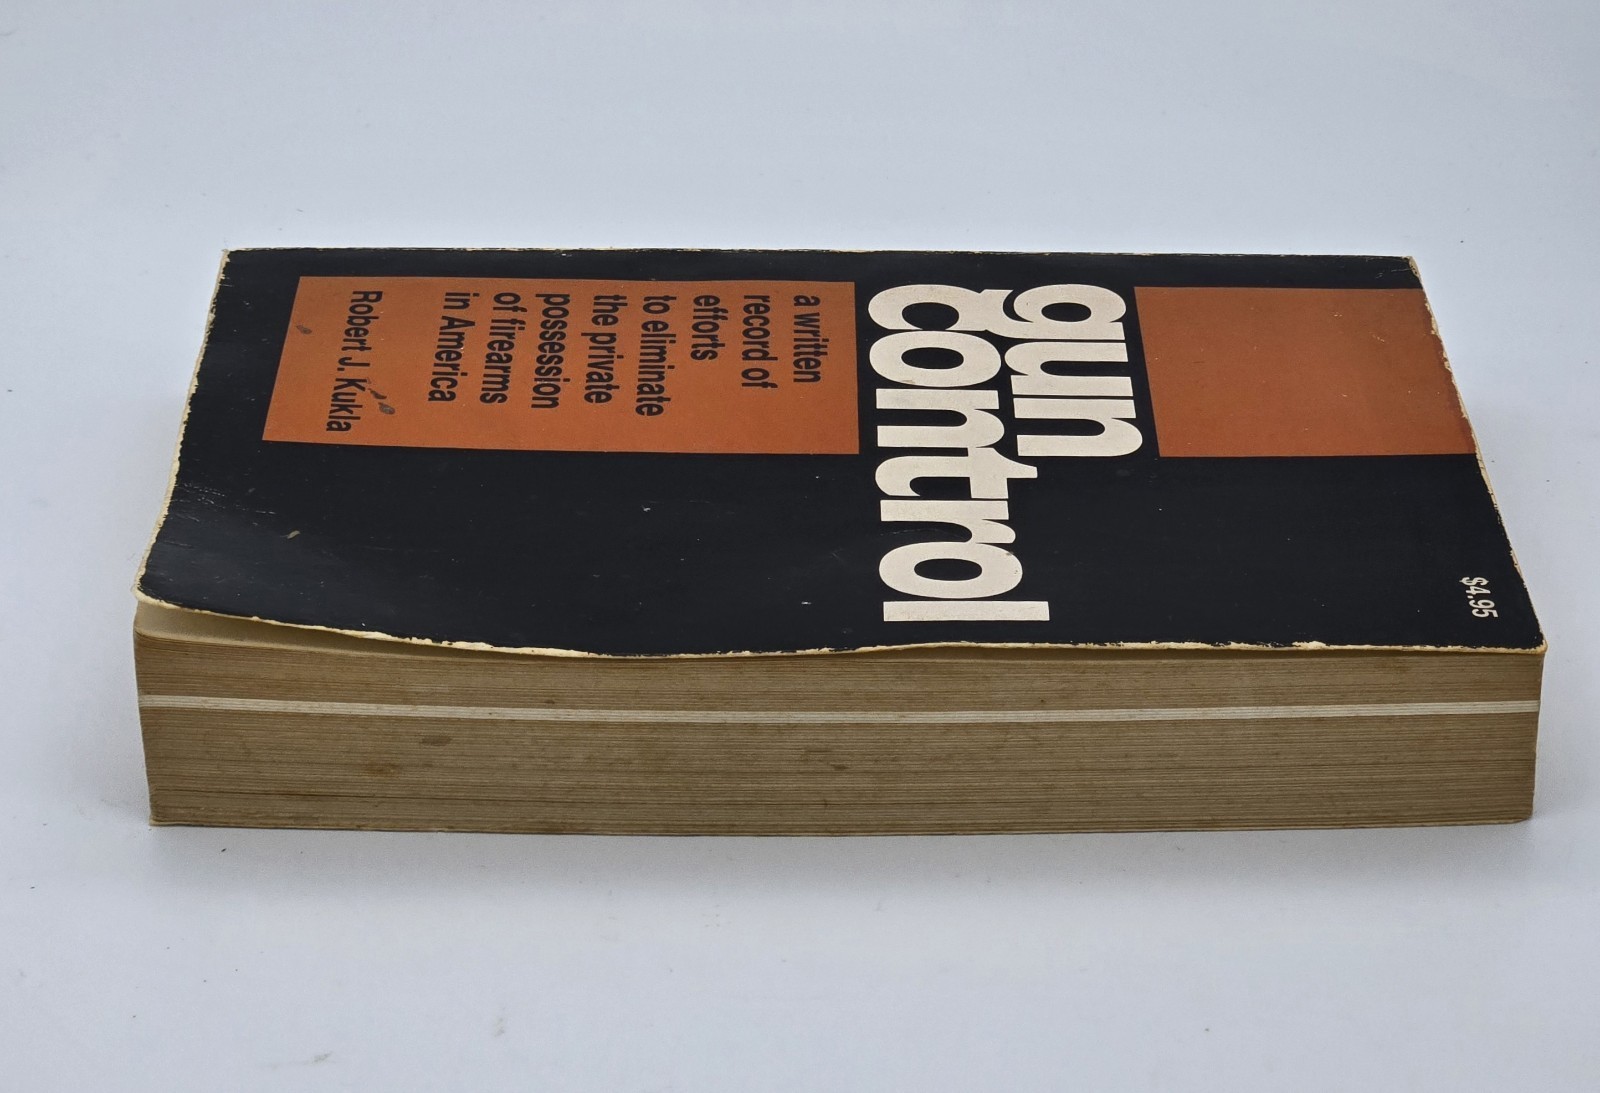 $4.95
gun
control
a written
record of
efforts
to eliminate
the private
possession
of firearms
in America
Robert J. Kukla